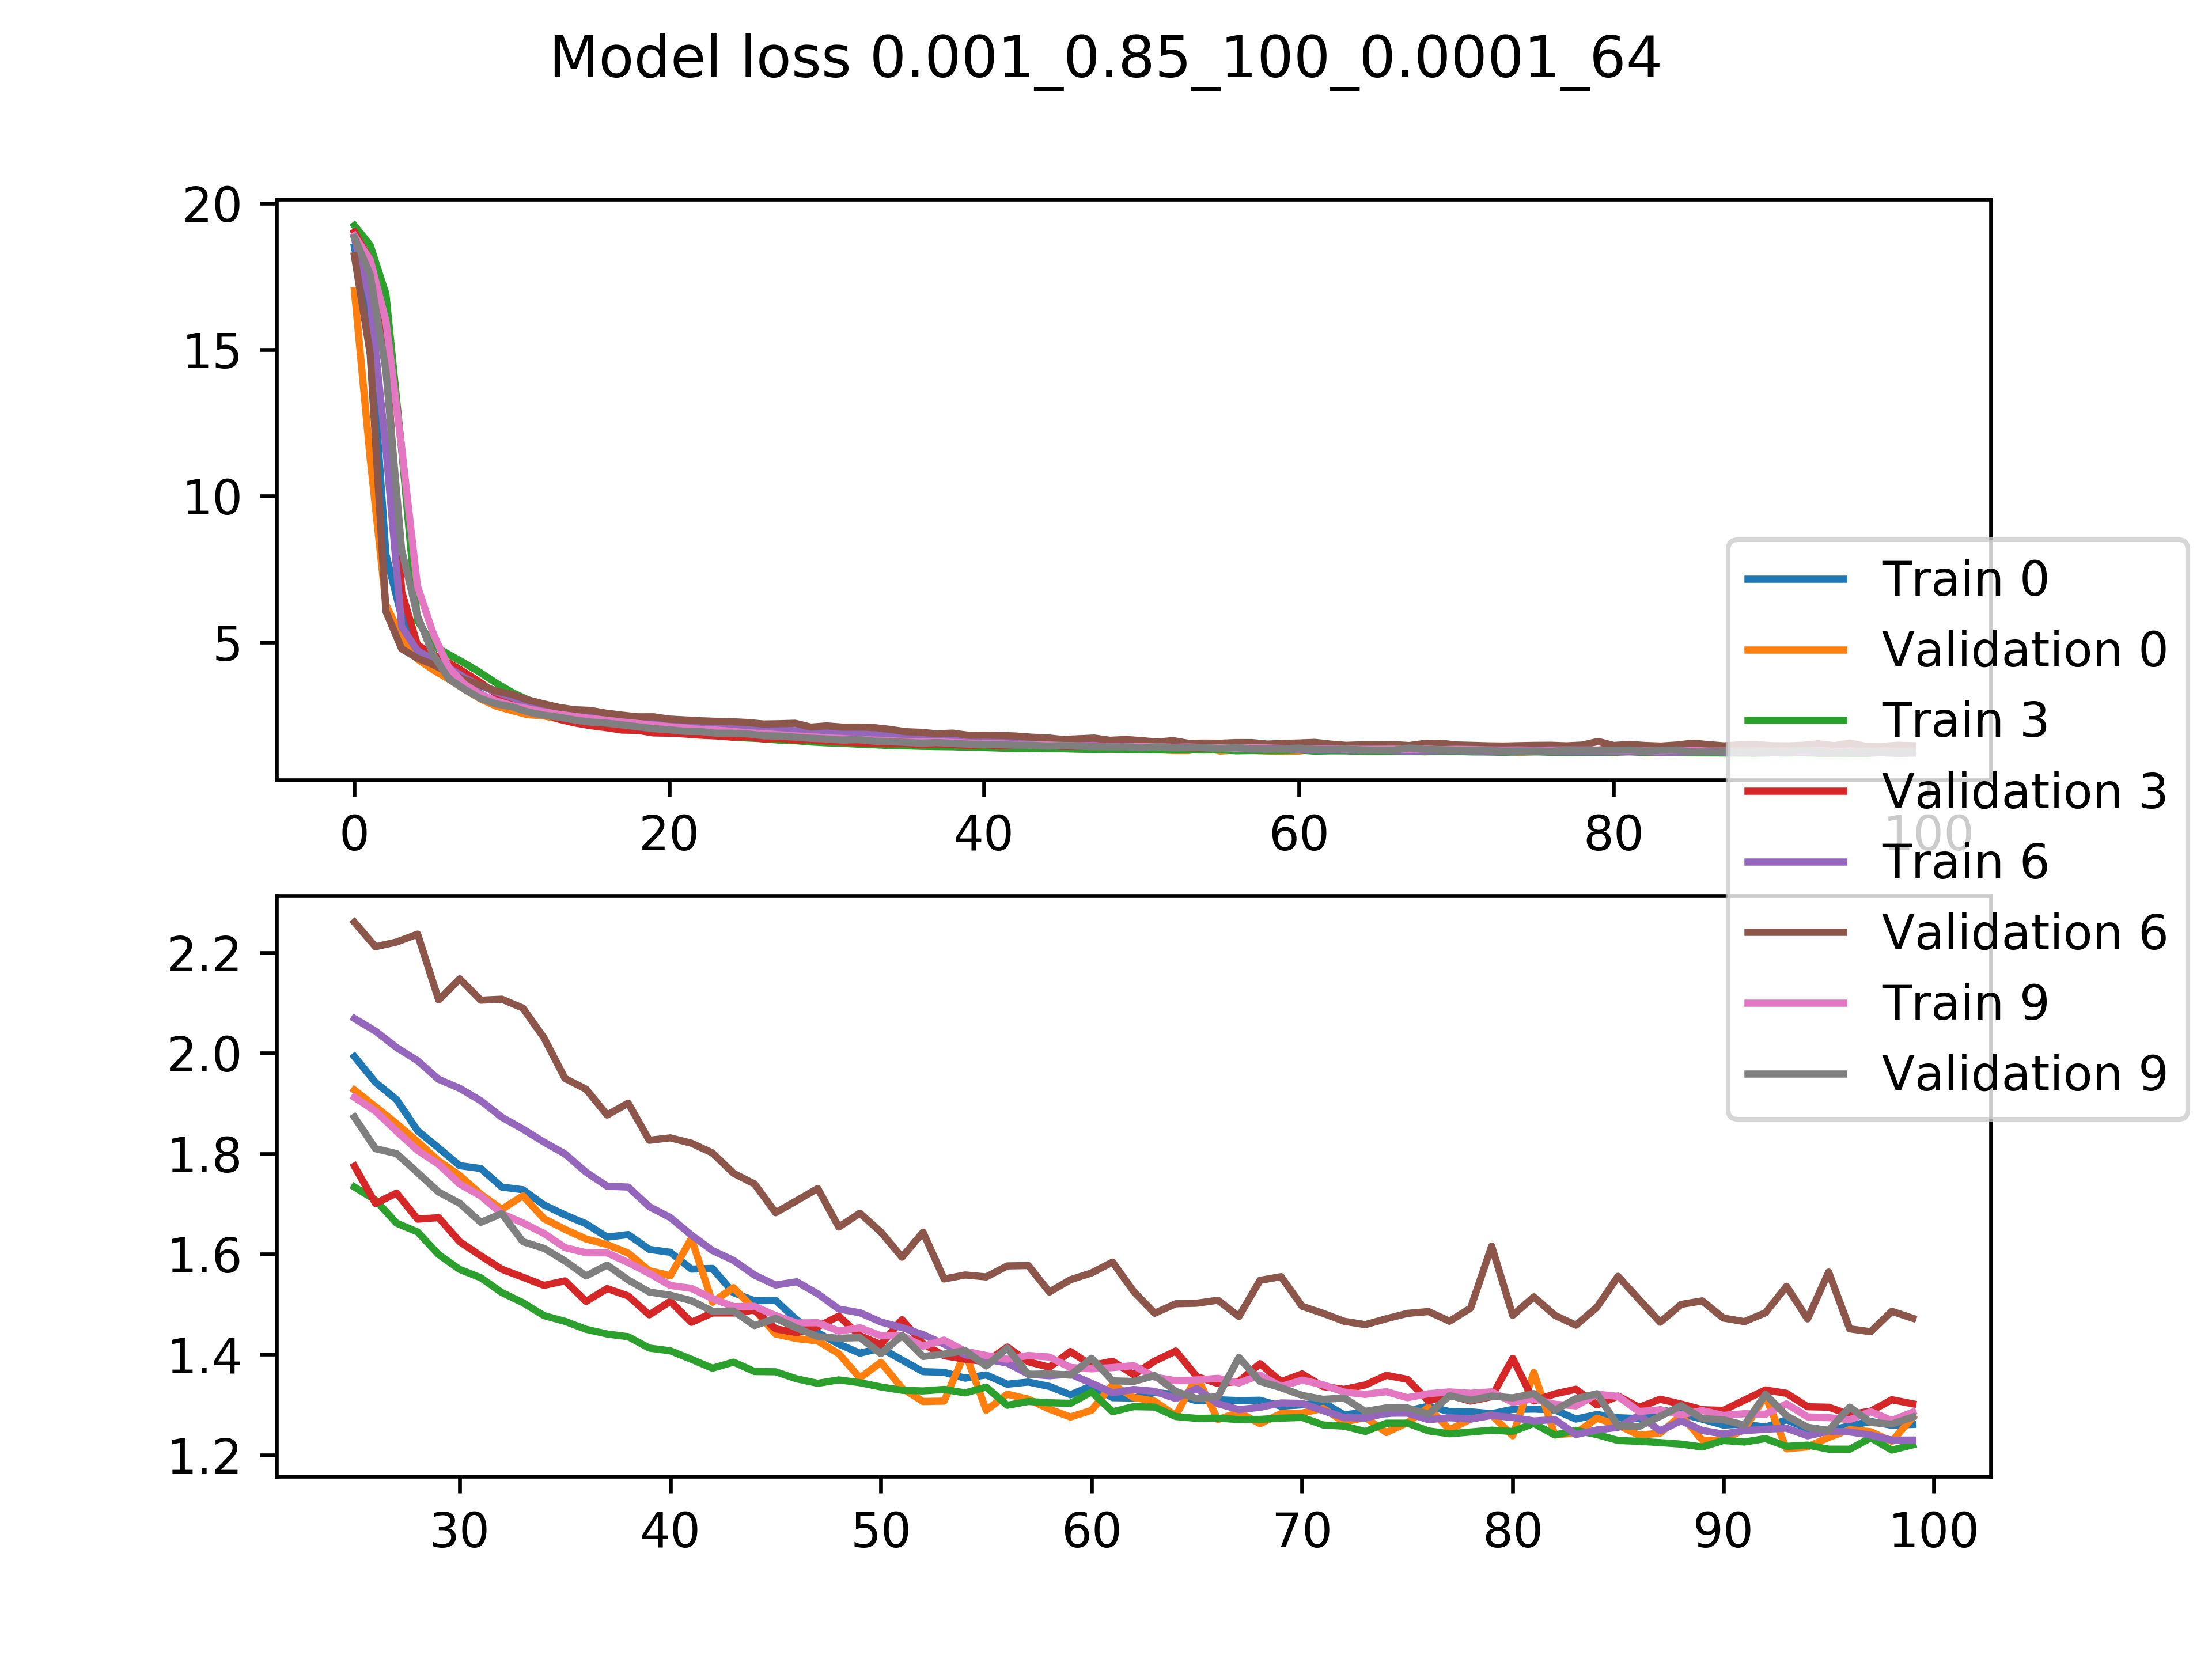 Model loss 0.001_0.85_100_0.0001_64
20
15
10
5
0 20 40 60 80 100
Train 0
Validation 0
Train 3
Validation 3
Train 6
Validation 6
Train 9
Validation 9
2.2
2.0
1.8
1.6
1.4
1.2
30 40 50 60 70 80 90 100